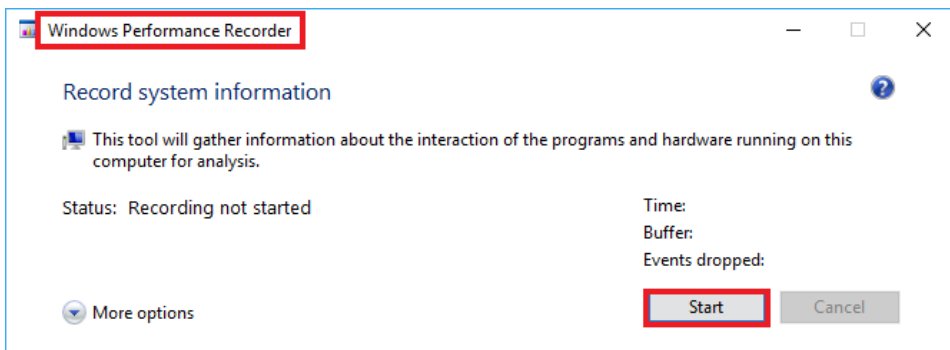 Windows Performance Recorder
Record system information
This tool will gather information about the interaction of the programs and hardware running on this
computer for analysis.
Status: Recording not started
Time:
Buffer:
Events dropped:
More options
Start
Cancel